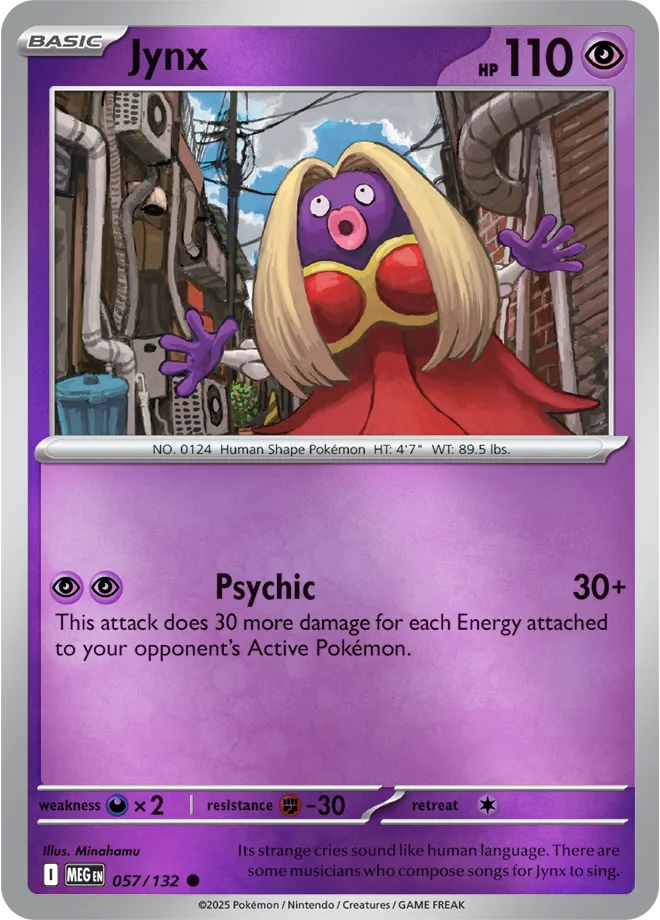 BASIC Jynx HP 110
NO. 0124 Human Shape Pokémon HT: 4'7" WT: 89.5 lbs.
Psychic 30+
This attack does 30 more damage for each Energy attached
to your opponent's Active Pokémon.
weakness ×2 resistance -30 retreat
Illus. Minahamu
Its strange cries sound like human language. There are
some musicians who compose songs for Jynx to sing.
I MEG EN 057/132
©2025 Pokémon / Nintendo / Creatures / GAME FREAK